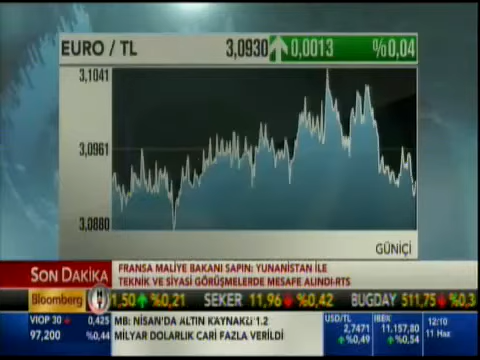 EURO / TL 3,0930 0,0013 %0,04
3,1041
3,0961
3,0880
GÜNİÇİ
SON DAKİKA
FRANSA MALİYE BAKANI SAPIN: YUNANİSTAN İLE
TEKNİK VE SİYASİ GÖRÜŞMELERDE MESAFE ALINDI-RTS
Bloomberg HT 1,50 %0,21 ŞEKER 11,96 %0,42 BUĞDAY 511,75 %0,3
VIOP 30 0,425
97,200 %0,44
MB: NİSAN'DA ALTIN KAYNAKLI 1.2
MİLYAR DOLARLIK CARİ FAZLA VERİLDİ
USD/TL
2,7471
%0,49
IBEX
11.157,80
%0,54
12:10
11 Haz